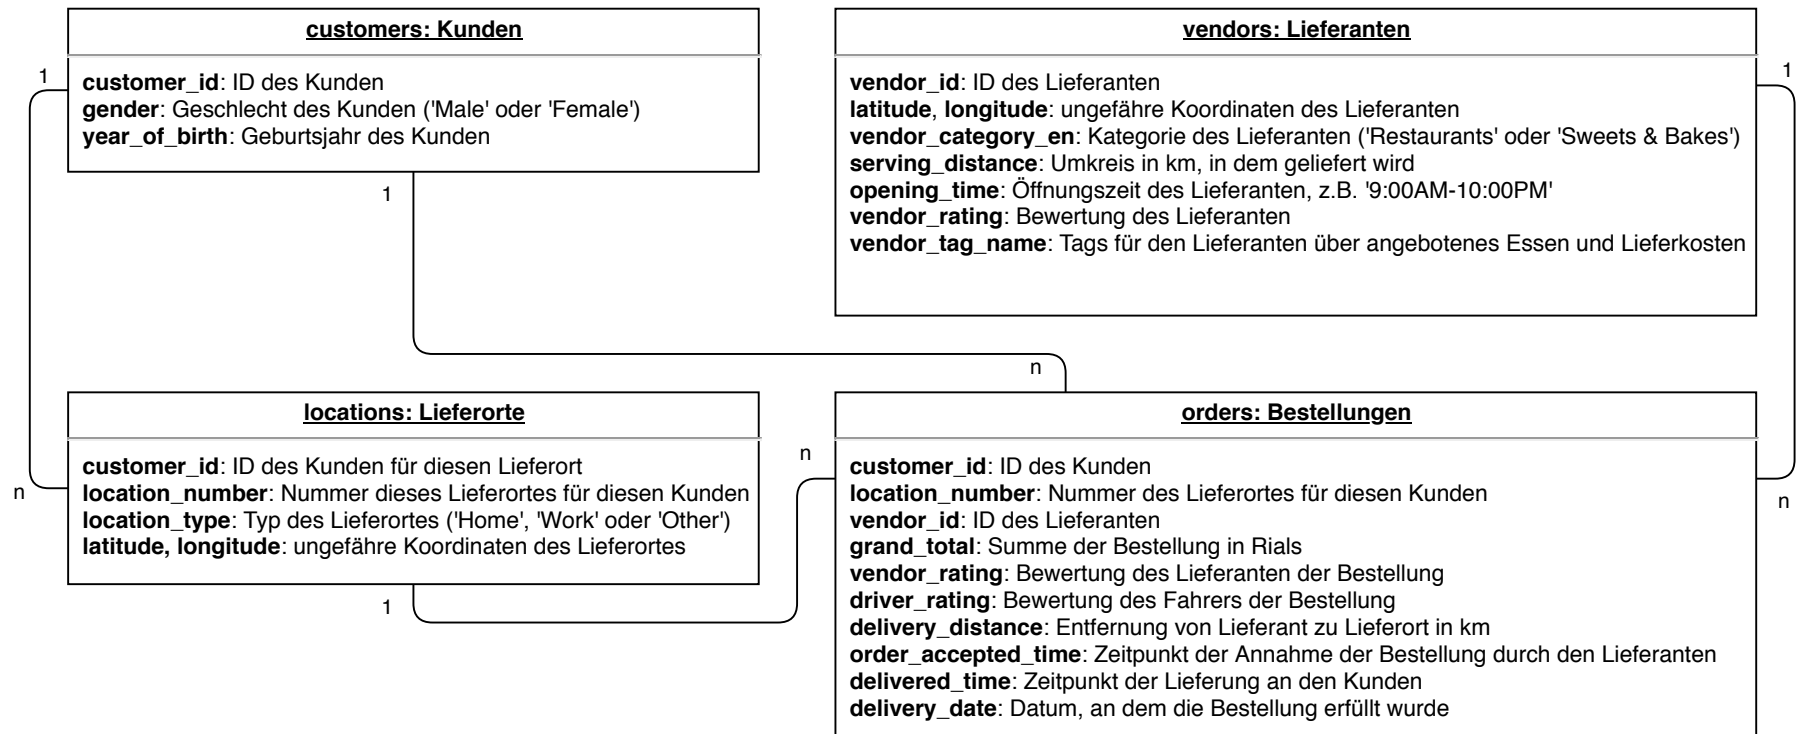 customers: Kunden
1
customer_id: ID des Kunden
gender: Geschlecht des Kunden ('Male' oder 'Female')
year_of_birth: Geburtsjahr des Kunden
1
vendors: Lieferanten
1
vendor_id: ID des Lieferanten
latitude, longitude: ungefähre Koordinaten des Lieferanten
vendor_category_en: Kategorie des Lieferanten ('Restaurants' oder 'Sweets & Bakes')
serving_distance: Umkreis in km, in dem geliefert wird
opening_time: Öffnungszeit des Lieferanten, z.B. '9:00AM-10:00PM'
vendor_rating: Bewertung des Lieferanten
vendor_tag_name: Tags für den Lieferanten über angebotenes Essen und Lieferkosten
n
locations: Lieferorte
customer_id: ID des Kunden für diesen Lieferort
n
location_number: Nummer dieses Lieferortes für diesen Kunden
location_type: Typ des Lieferortes ('Home', 'Work' oder 'Other')
latitude, longitude: ungefähre Koordinaten des Lieferortes
1
orders: Bestellungen
n
customer_id: ID des Kunden
location_number: Nummer des Lieferortes für diesen Kunden
n
vendor_id: ID des Lieferanten
grand_total: Summe der Bestellung in Rials
vendor_rating: Bewertung des Lieferanten der Bestellung
driver_rating: Bewertung des Fahrers der Bestellung
delivery_distance: Entfernung von Lieferant zu Lieferort in km
order_accepted_time: Zeitpunkt der Annahme der Bestellung durch den Lieferanten
delivered_time: Zeitpunkt der Lieferung an den Kunden
delivery_date: Datum, an dem die Bestellung erfüllt wurde